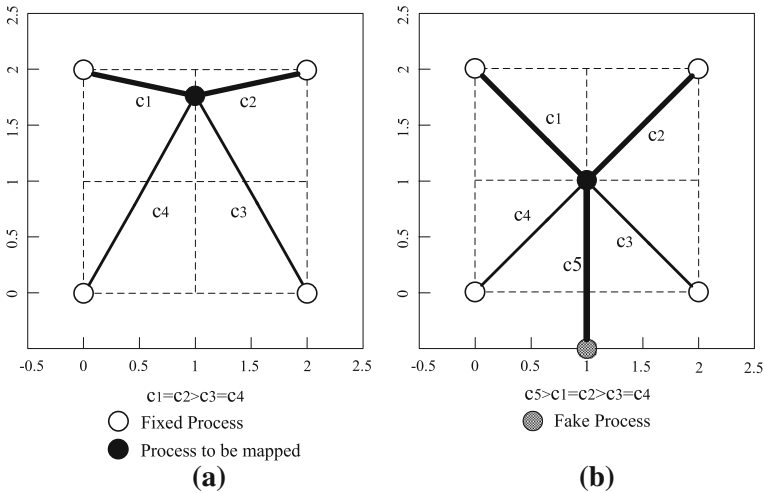 2.5
2
1.5
1
0.5
0
-0.5 0 0.5 1 1.5 2 2.5
c1
c2
c4
c3
c1=c2>c3=c4
Fixed Process
Process to be mapped
(a)
2.5
2
1.5
1
0.5
0
-0.5 0 0.5 1 1.5 2 2.5
c1
c2
c4
c3
c5
c5>c1=c2>c3=c4
Fake Process
(b)